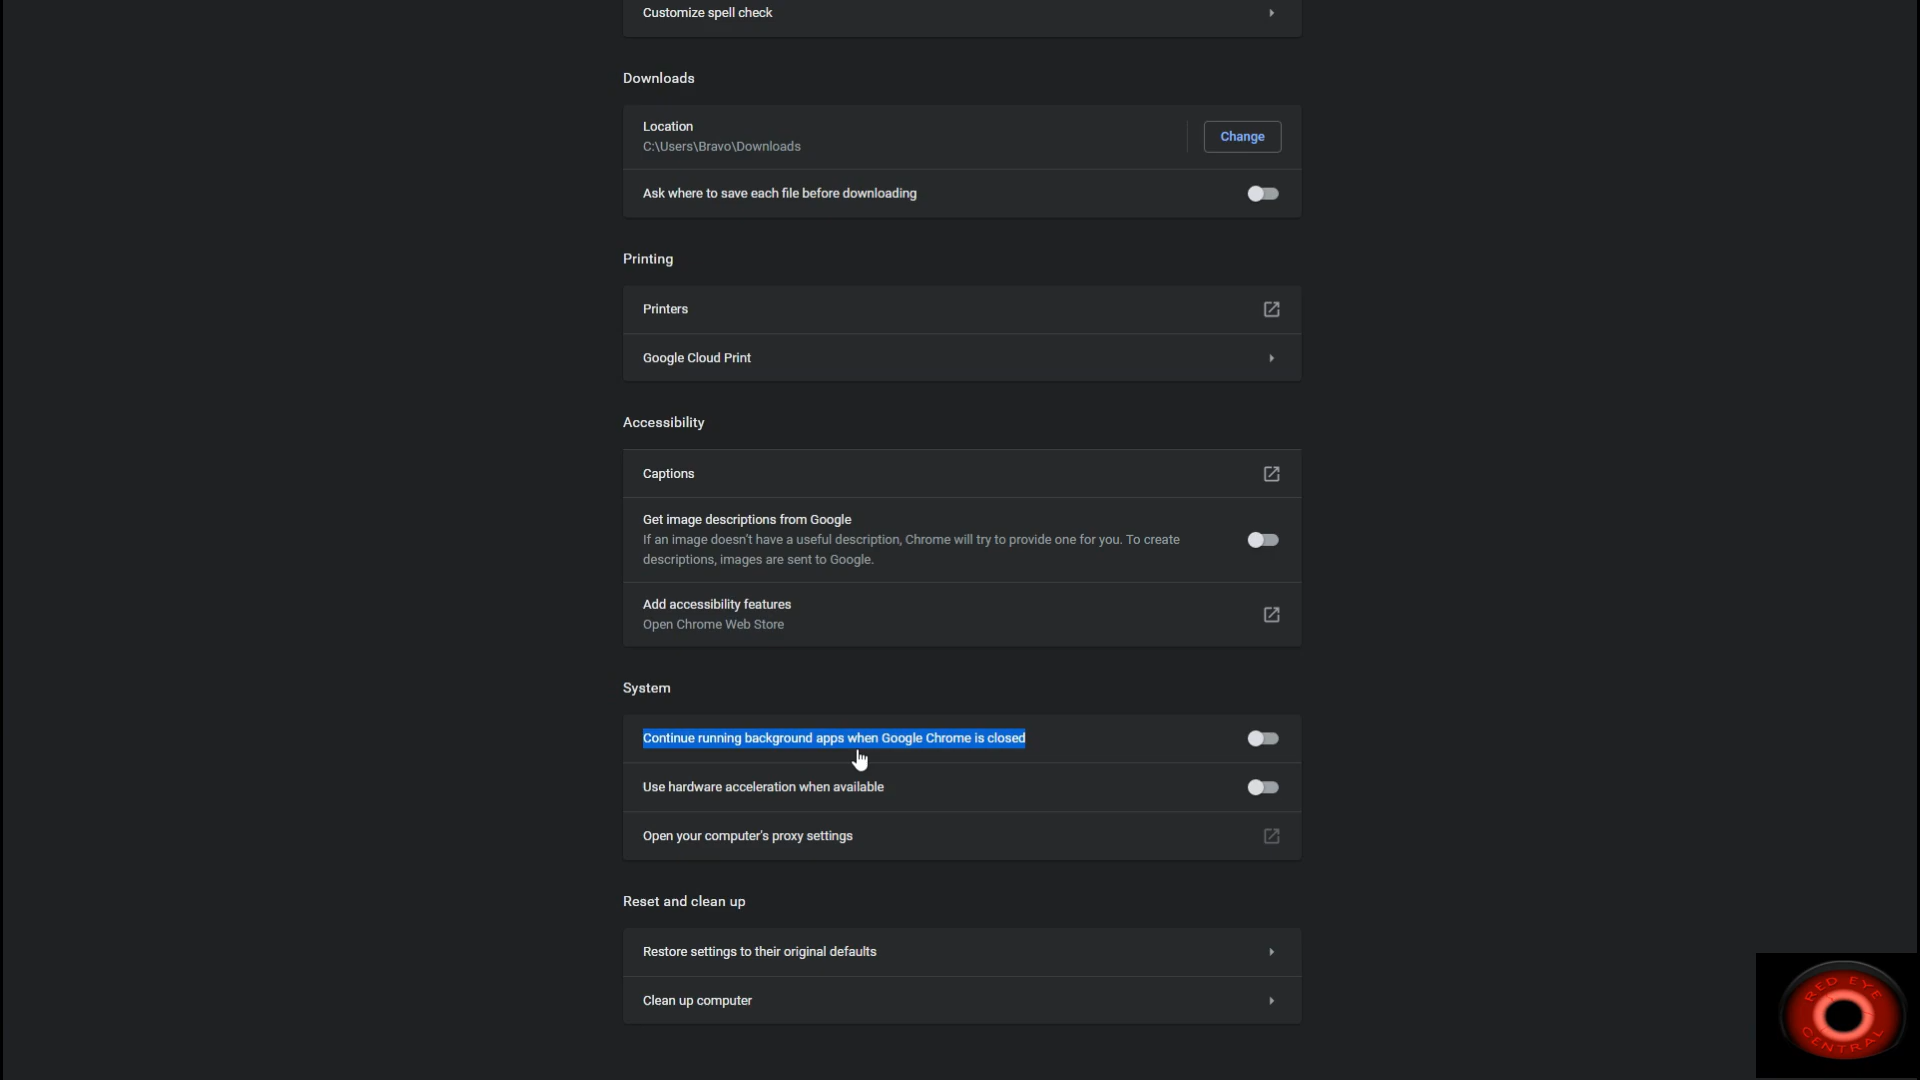 Customize spell check
Downloads
Location
C:\Users\Bravo\Downloads
Change
Ask where to save each file before downloading
Printing
Printers
Google Cloud Print
Accessibility
Captions
Get image descriptions from Google
If an image doesn't have a useful description, Chrome will try to provide one for you. To create
descriptions, images are sent to Google.
Add accessibility features
Open Chrome Web Store
System
Continue running background apps when Google Chrome is closed
Use hardware acceleration when available
Open your computer's proxy settings
Reset and clean up
Restore settings to their original defaults
Clean up computer
RED EYE
CENTRAL